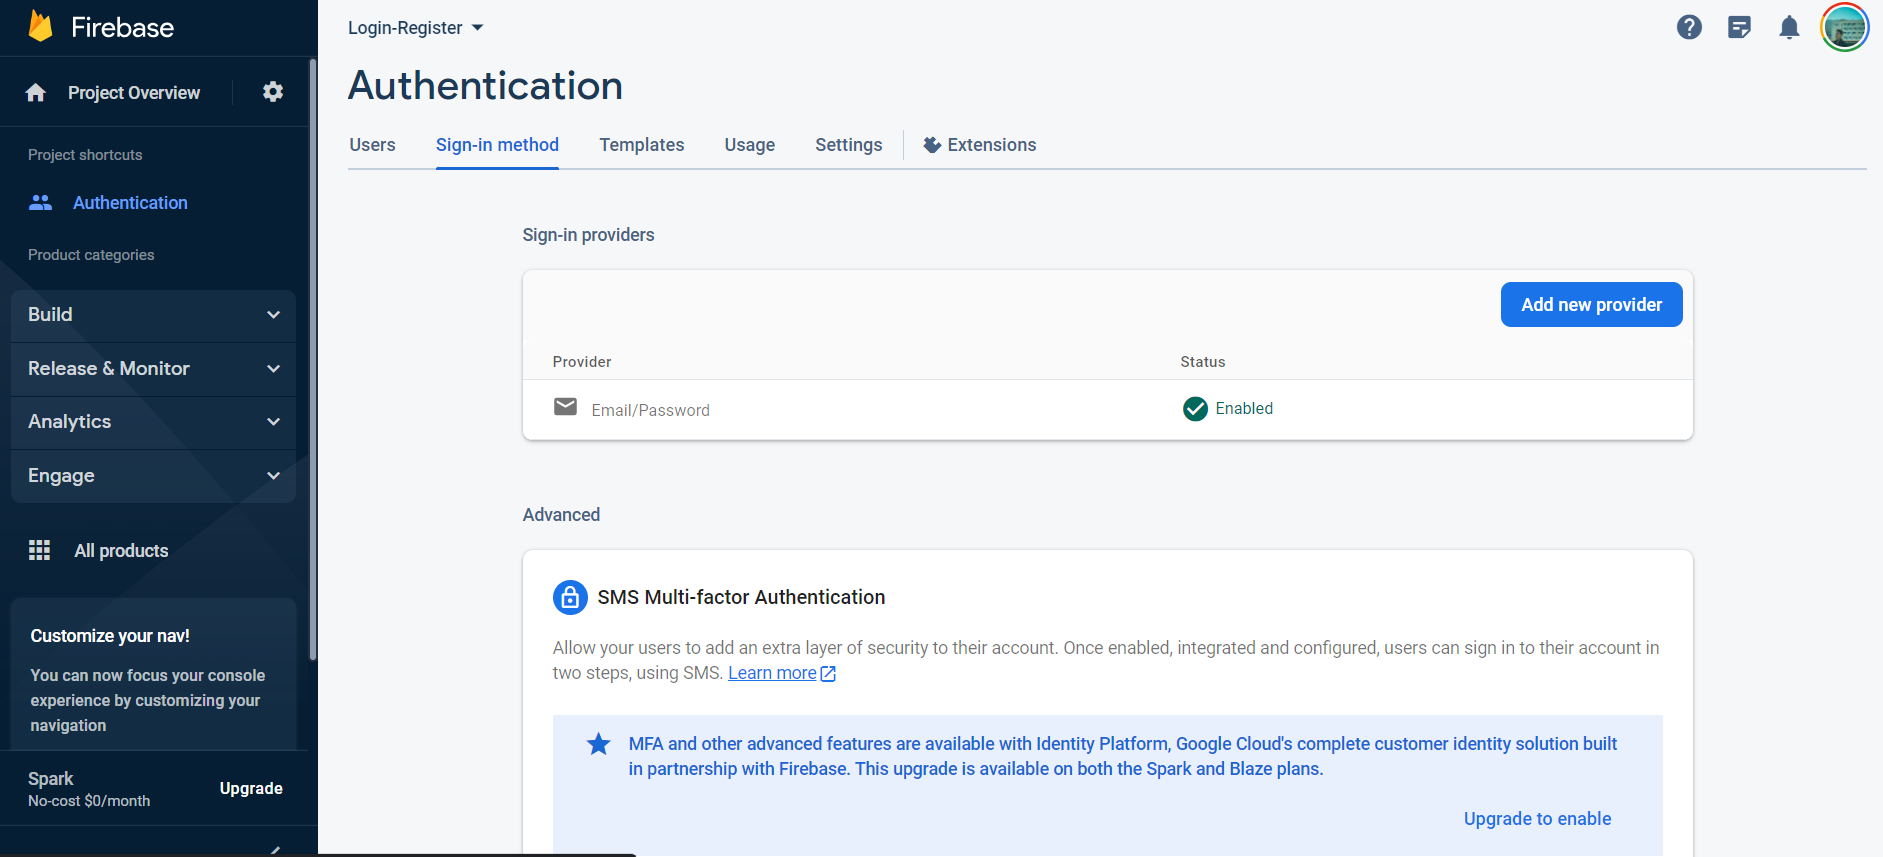 Firebase
Project Overview
Project shortcuts
Authentication
Product categories
Build
Release & Monitor
Analytics
Engage
All products
Customize your nav!
You can now focus your console
experience by customizing your
navigation
Spark
No-cost $0/month
Upgrade
Login-Register
Authentication
Users
Sign-in method
Templates
Usage
Settings
Extensions
Sign-in providers
Add new provider
Provider
Status
Email/Password
Enabled
Advanced
SMS Multi-factor Authentication
Allow your users to add an extra layer of security to their account. Once enabled, integrated and configured, users can sign in to their account in
two steps, using SMS. Learn more
MFA and other advanced features are available with Identity Platform, Google Cloud's complete customer identity solution built
in partnership with Firebase. This upgrade is available on both the Spark and Blaze plans.
Upgrade to enable